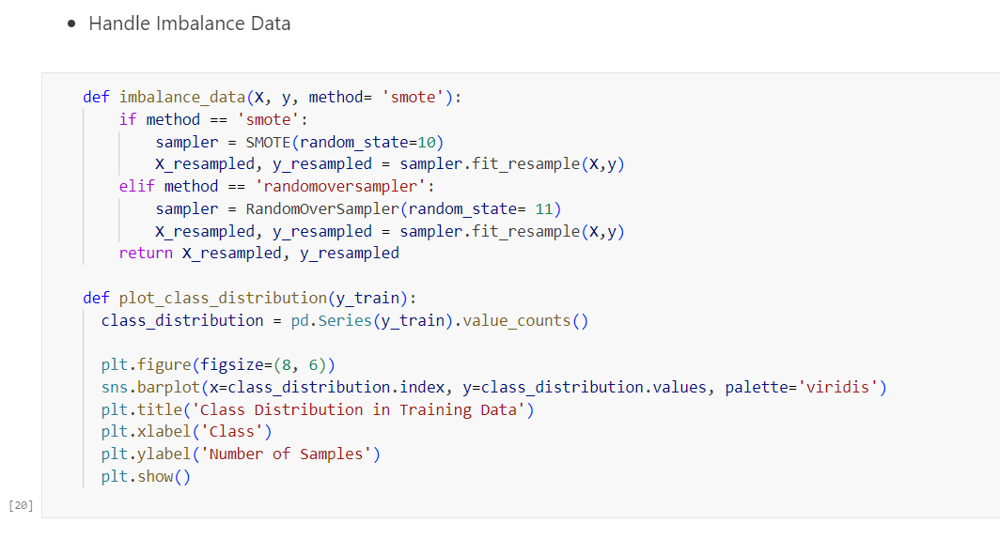 • Handle Imbalance Data
def imbalance_data(X, y, method= 'smote'):
    if method == 'smote':
        sampler = SMOTE(random_state=10)
        X_resampled, y_resampled = sampler.fit_resample(X,y)
    elif method == 'randomoversampler':
        sampler = RandomOverSampler(random_state= 11)
        X_resampled, y_resampled = sampler.fit_resample(X,y)
    return X_resampled, y_resampled

def plot_class_distribution(y_train):
  class_distribution = pd.Series(y_train).value_counts()

  plt.figure(figsize=(8, 6))
  sns.barplot(x=class_distribution.index, y=class_distribution.values, palette='viridis')
  plt.title('Class Distribution in Training Data')
  plt.xlabel('Class')
  plt.ylabel('Number of Samples')
  plt.show()
[20]